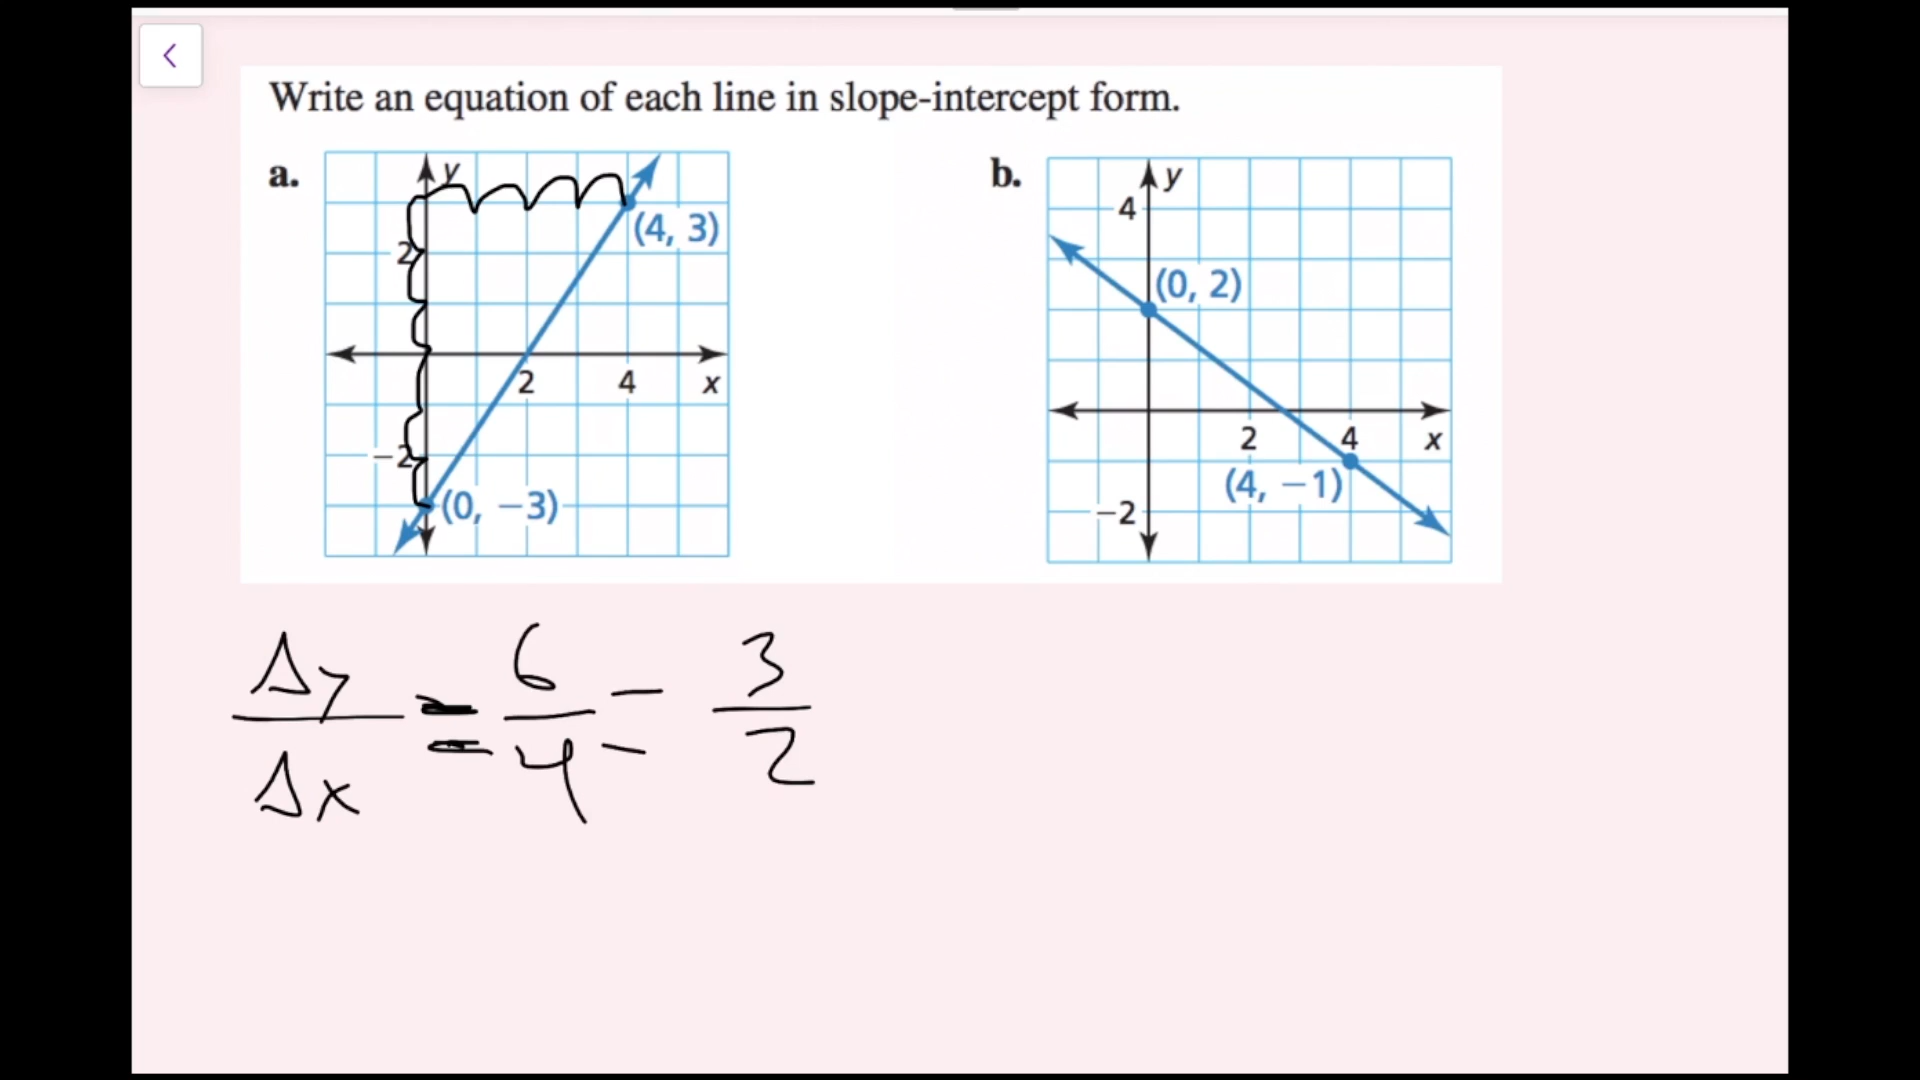 Write an equation of each line in slope-intercept form.
a.
y
2
(4, 3)
2 4 x
−2
(0, −3)
b.
y
4
(0, 2)
2 4 x
(4, −1)
−2
Δy/Δx = 6/4 = 3/2